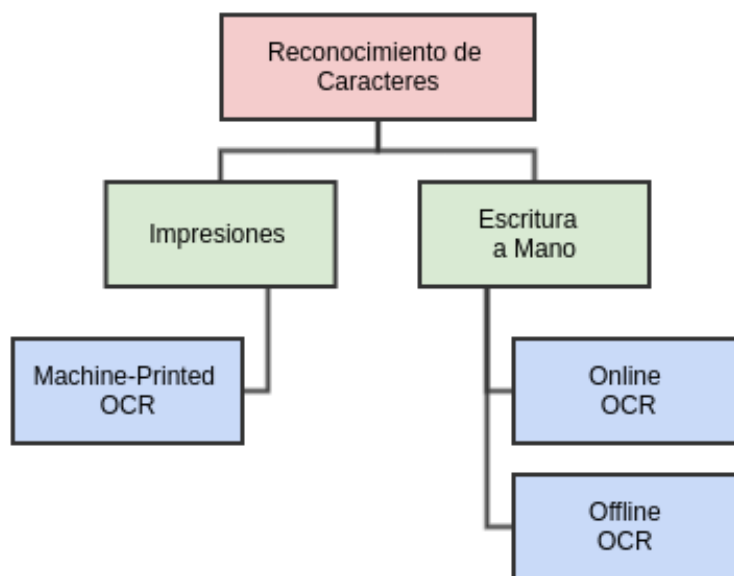 Reconocimiento de
Caracteres
Impresiones
Escritura
a Mano
Machine-Printed
OCR
Online
OCR
Offline
OCR